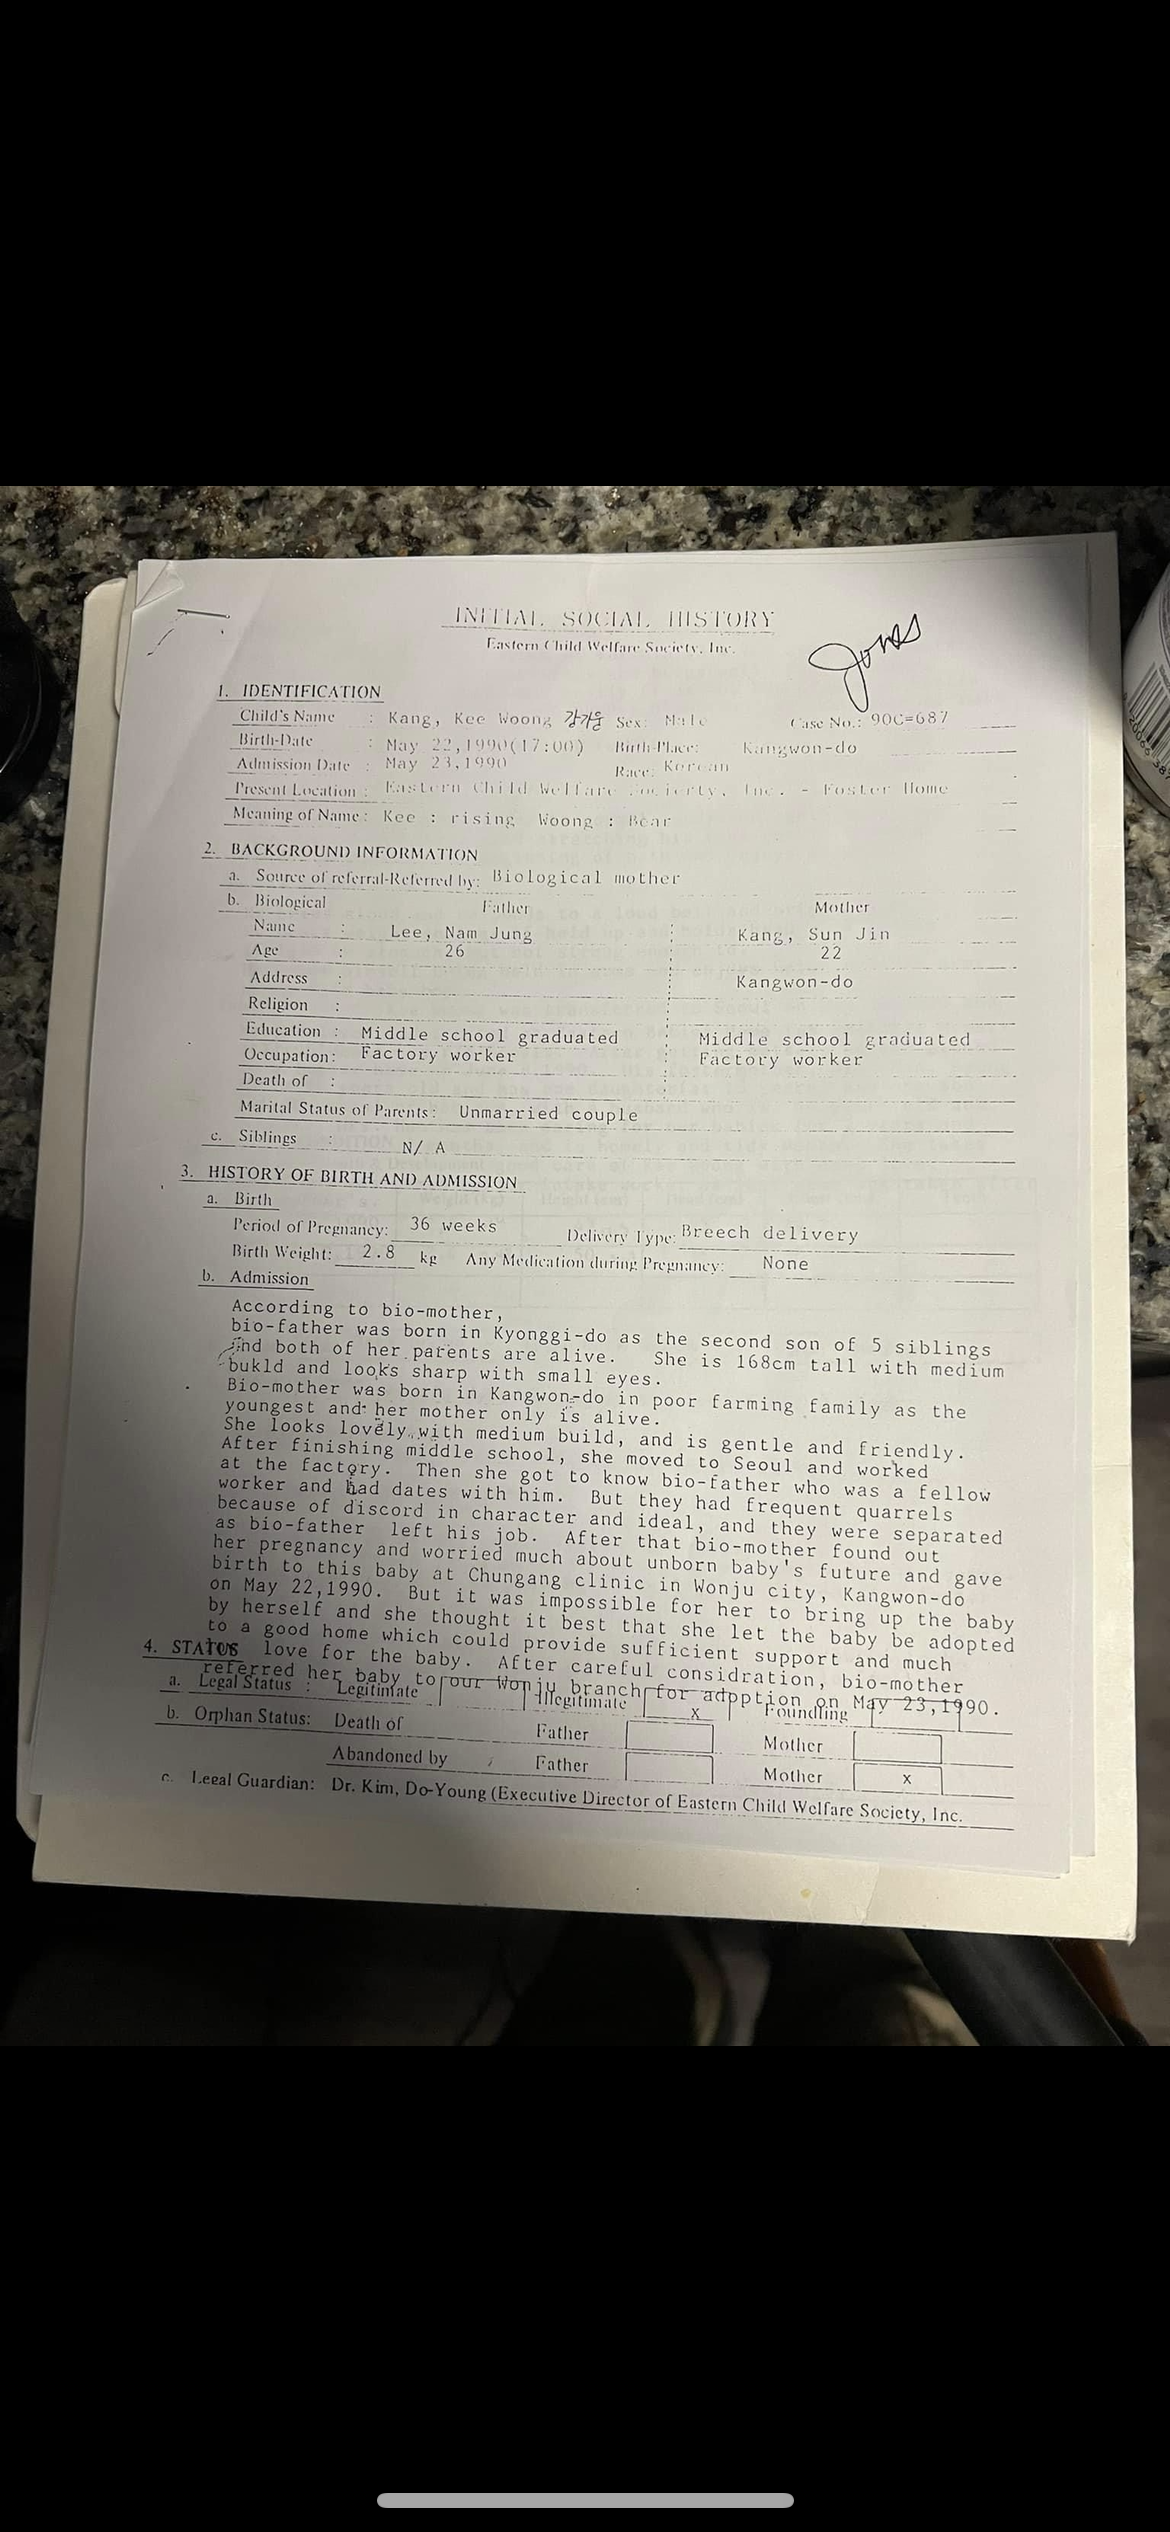 INITIAL SOCIAL HISTORY
Eastern Child Welfare Society, Inc.
Jones
1. IDENTIFICATION
Child's Name : Kang, Kee Woong 강기웅 Sex: Male Case No.: 90C=687
Birth-Date : May 22,1990(17:00) Birth-Place: Kangwon-do
Admission Date : May 23,1990 Race: Korean
Present Location : Eastern Child Welfare Socierty, Inc. - Foster Home
Meaning of Name : Kee : rising Woong : Bear
2. BACKGROUND INFORMATION
a. Source of referral-Referred by: Biological mother
b. Biological Father Mother
Name : Lee, Nam Jung Kang, Sun Jin
Age : 26 22
Address : Kangwon-do
Religion :
Education : Middle school graduated Middle school graduated
Occupation: Factory worker Factory worker
Death of :
Marital Status of Parents: Unmarried couple
c. Siblings : N/ A
3. HISTORY OF BIRTH AND ADMISSION
a. Birth
Period of Pregnancy: 36 weeks Delivery Type: Breech delivery
Birth Weight: 2.8 kg Any Medication during Pregnancy: None
b. Admission
According to bio-mother,
bio-father was born in Kyonggi-do as the second son of 5 siblings
and both of her parents are alive. She is 168cm tall with medium
bukld and looks sharp with small eyes.
Bio-mother was born in Kangwon-do in poor farming family as the
youngest and her mother only is alive.
She looks lovely with medium build, and is gentle and friendly.
After finishing middle school, she moved to Seoul and worked
at the factory. Then she got to know bio-father who was a fellow
worker and had dates with him. But they had frequent quarrels
because of discord in character and ideal, and they were separated
as bio-father left his job. After that bio-mother found out
her pregnancy and worried much about unborn baby's future and gave
birth to this baby at Chungang clinic in Wonju city, Kangwon-do
on May 22,1990. But it was impossible for her to bring up the baby
by herself and she thought it best that she let the baby be adopted
to a good home which could provide sufficient support and much
love for the baby. After careful considration, bio-mother
referred her baby to our Wonju branch for adpption on May 23,1990.
4. STATUS
a. Legal Status : Legitimate Illegitimate x Foundling
b. Orphan Status: Death of Father Mother
Abandoned by Father Mother x
c. Legal Guardian: Dr. Kim, Do-Young (Executive Director of Eastern Child Welfare Society, Inc.